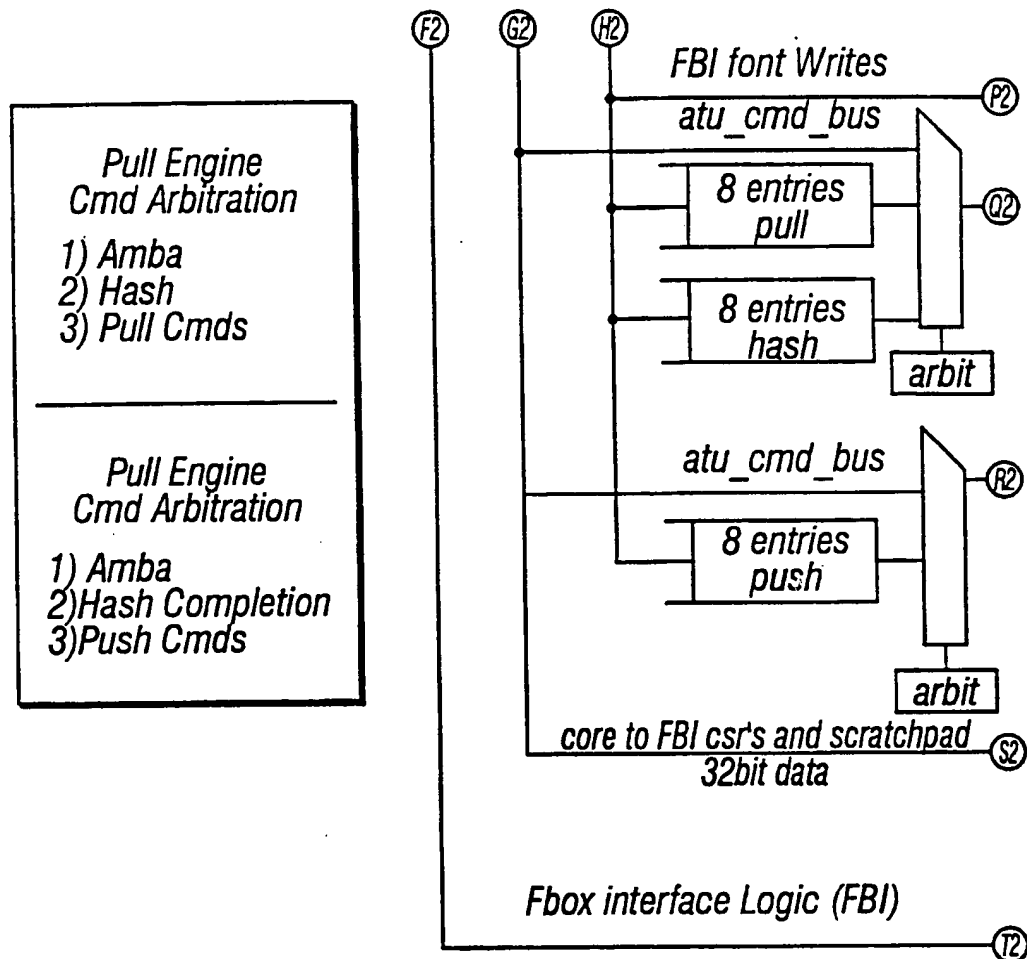 F2 G2 H2
FBI font Writes
P2
atu_cmd_bus
8 entries
pull
Q2
8 entries
hash
arbit
Pull Engine
Cmd Arbitration
1) Amba
2) Hash
3) Pull Cmds
Pull Engine
Cmd Arbitration
1) Amba
2)Hash Completion
3)Push Cmds
atu_cmd_bus
R2
8 entries
push
arbit
core to FBI csr's and scratchpad
S2
32bit data
Fbox interface Logic (FBI)
T2